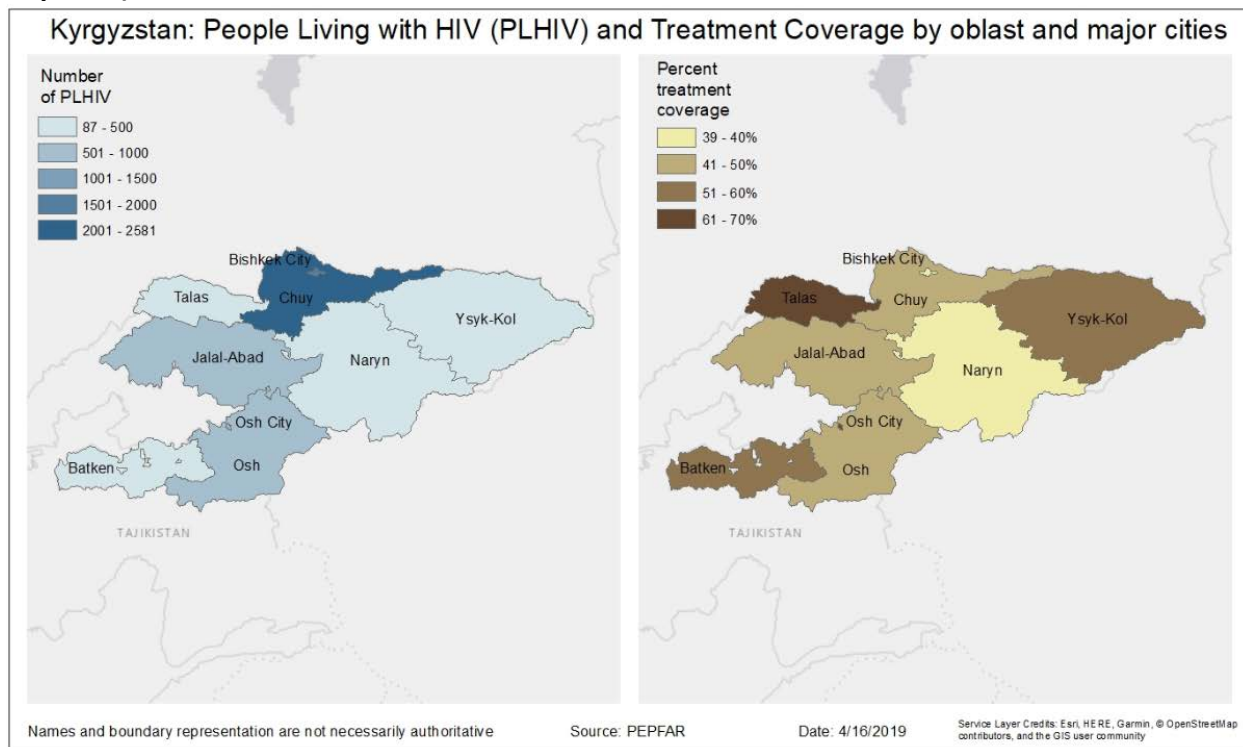 Kyrgyzstan: People Living with HIV (PLHIV) and Treatment Coverage by oblast and major cities
Number
of PLHIV
87 - 500
501 - 1000
1001 - 1500
1501 - 2000
2001 - 2581
Bishkek City
Talas
Chuy
Ysyk-Kol
Jalal-Abad
Naryn
Osh City
Batken
Osh
TAJIKISTAN
Percent
treatment
coverage
39 - 40%
41 - 50%
51 - 60%
61 - 70%
Bishkek City
Talas
Chuy
Ysyk-Kol
Jalal-Abad
Naryn
Osh City
Batken
Osh
TAJIKISTAN
Names and boundary representation are not necessarily authoritative
Source: PEPFAR
Date: 4/16/2019
Service Layer Credits: Esri, HERE, Garmin, © OpenStreetMap
contributors, and the GIS user community